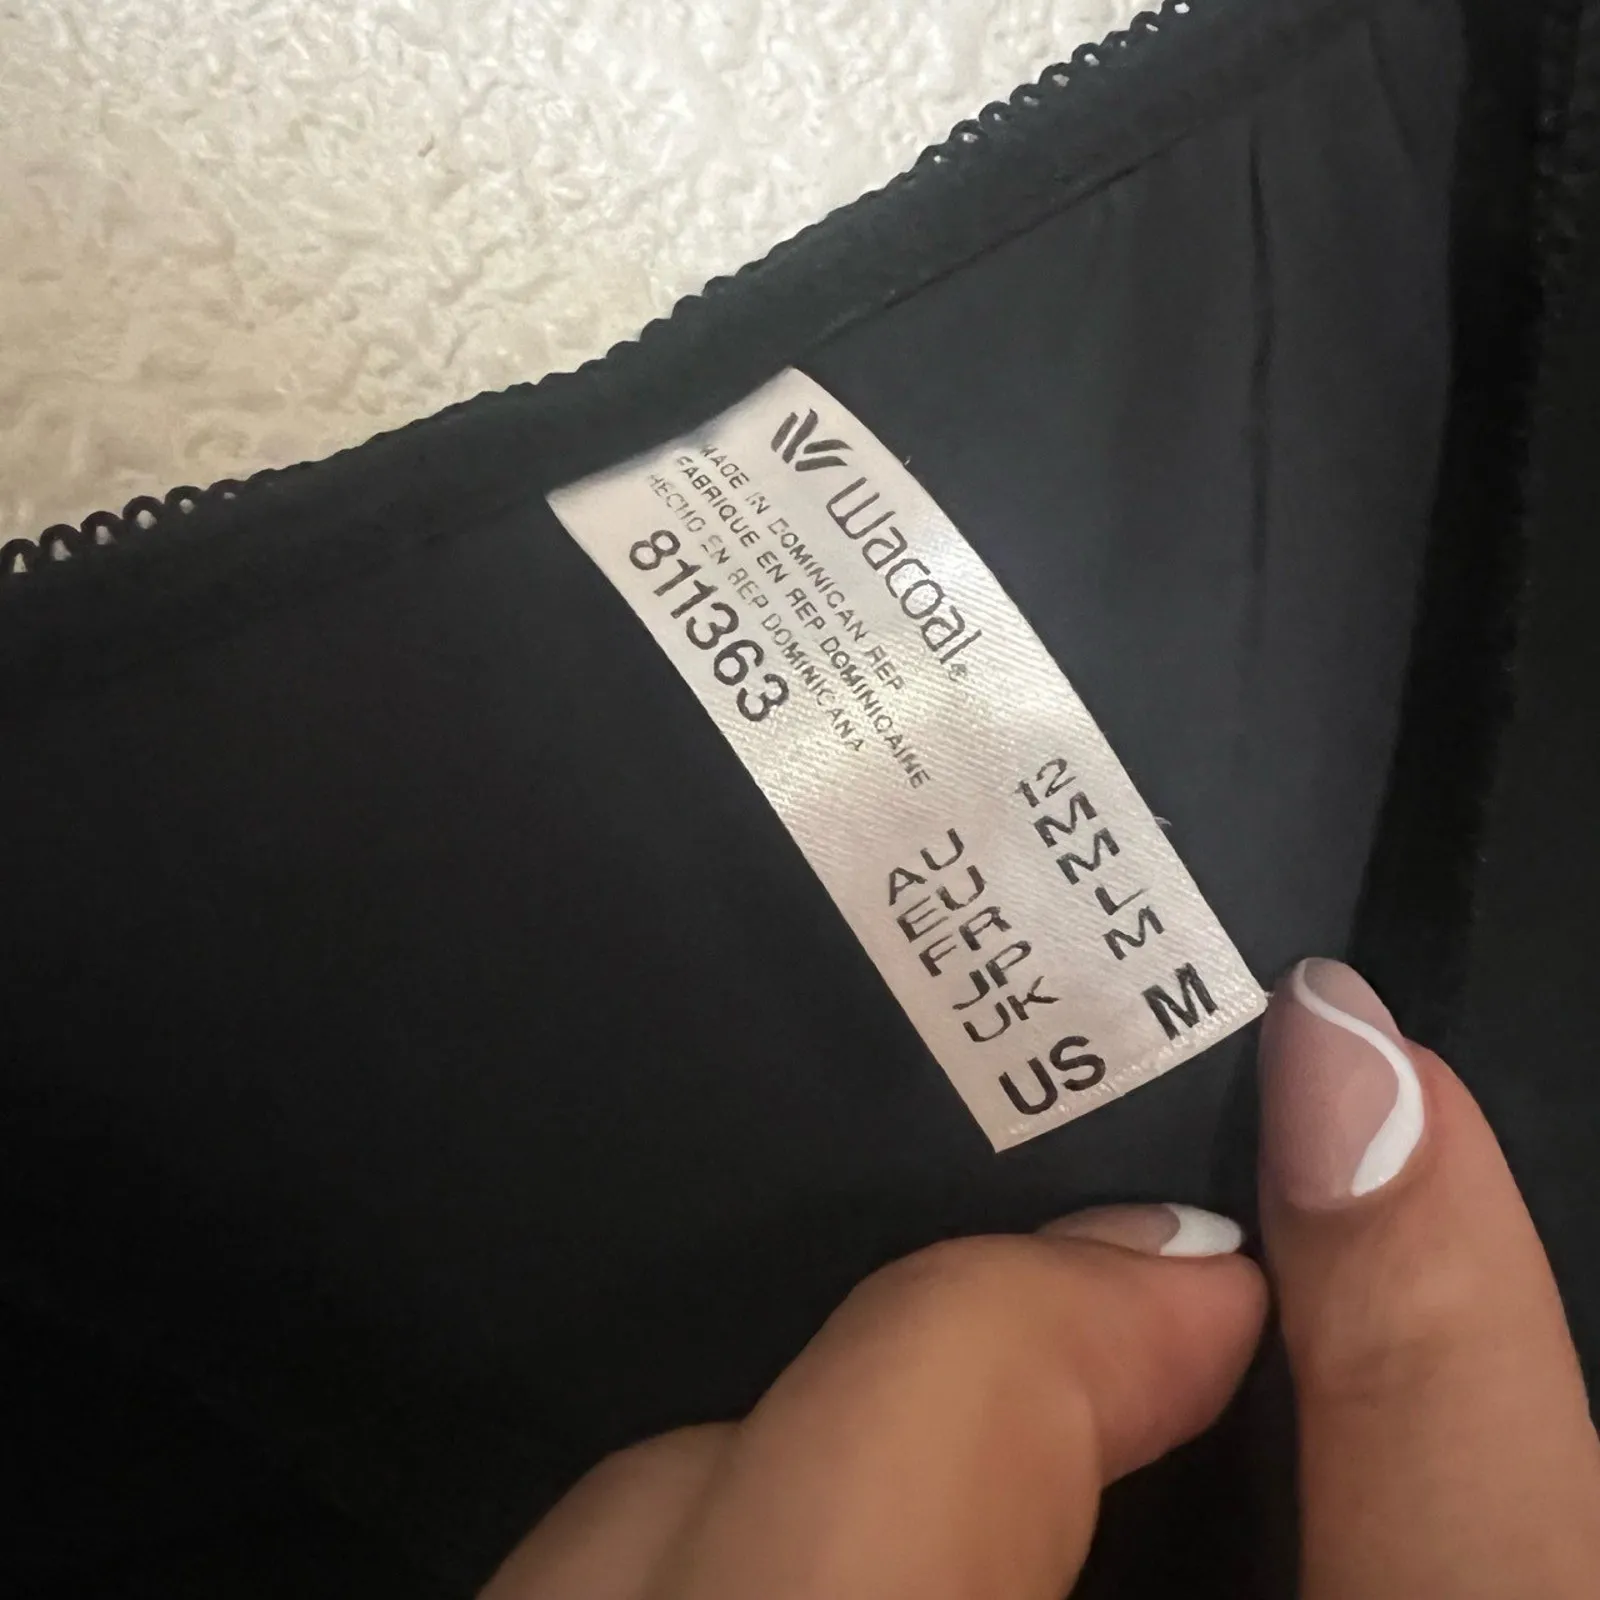 Wacoal®
MADE IN DOMINICAN REP
FABRIQUE EN REP DOMINICAINE
HECHO EN REP DOMINICANA
811363
AU 12
EUR M
FR M
JP L
UK M
US M